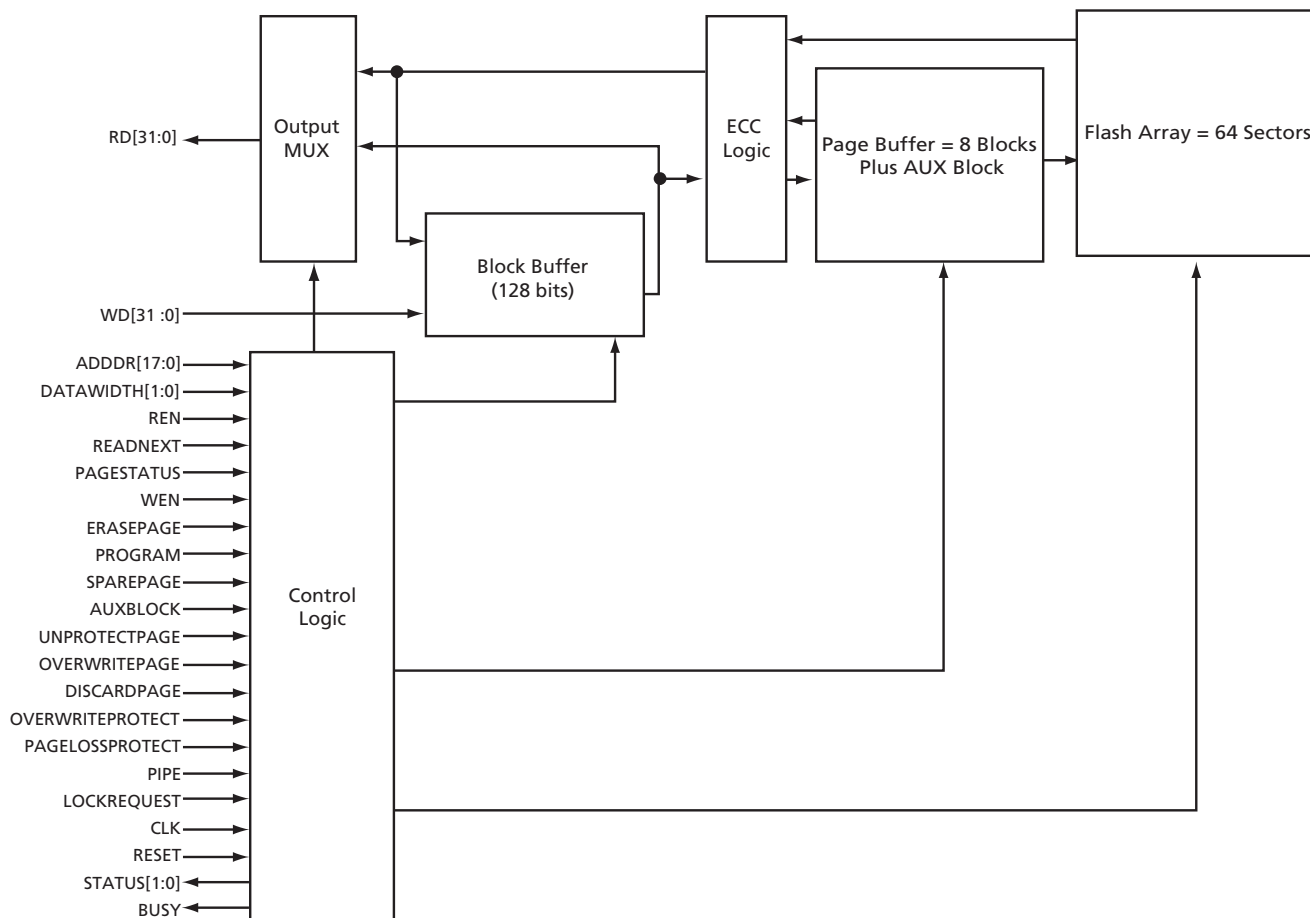 Output
MUX
RD[31:0]
ECC
Logic
Page Buffer = 8 Blocks
Plus AUX Block
Flash Array = 64 Sectors
Block Buffer
(128 bits)
WD[31 :0]
ADDDR[17:0]
DATAWIDTH[1:0]
REN
READNEXT
PAGESTATUS
WEN
ERASEPAGE
PROGRAM
SPAREPAGE
AUXBLOCK
UNPROTECTPAGE
OVERWRITEPAGE
DISCARDPAGE
OVERWRITEPROTECT
PAGELOSSPROTECT
PIPE
LOCKREQUEST
CLK
RESET
STATUS[1:0]
BUSY
Control
Logic